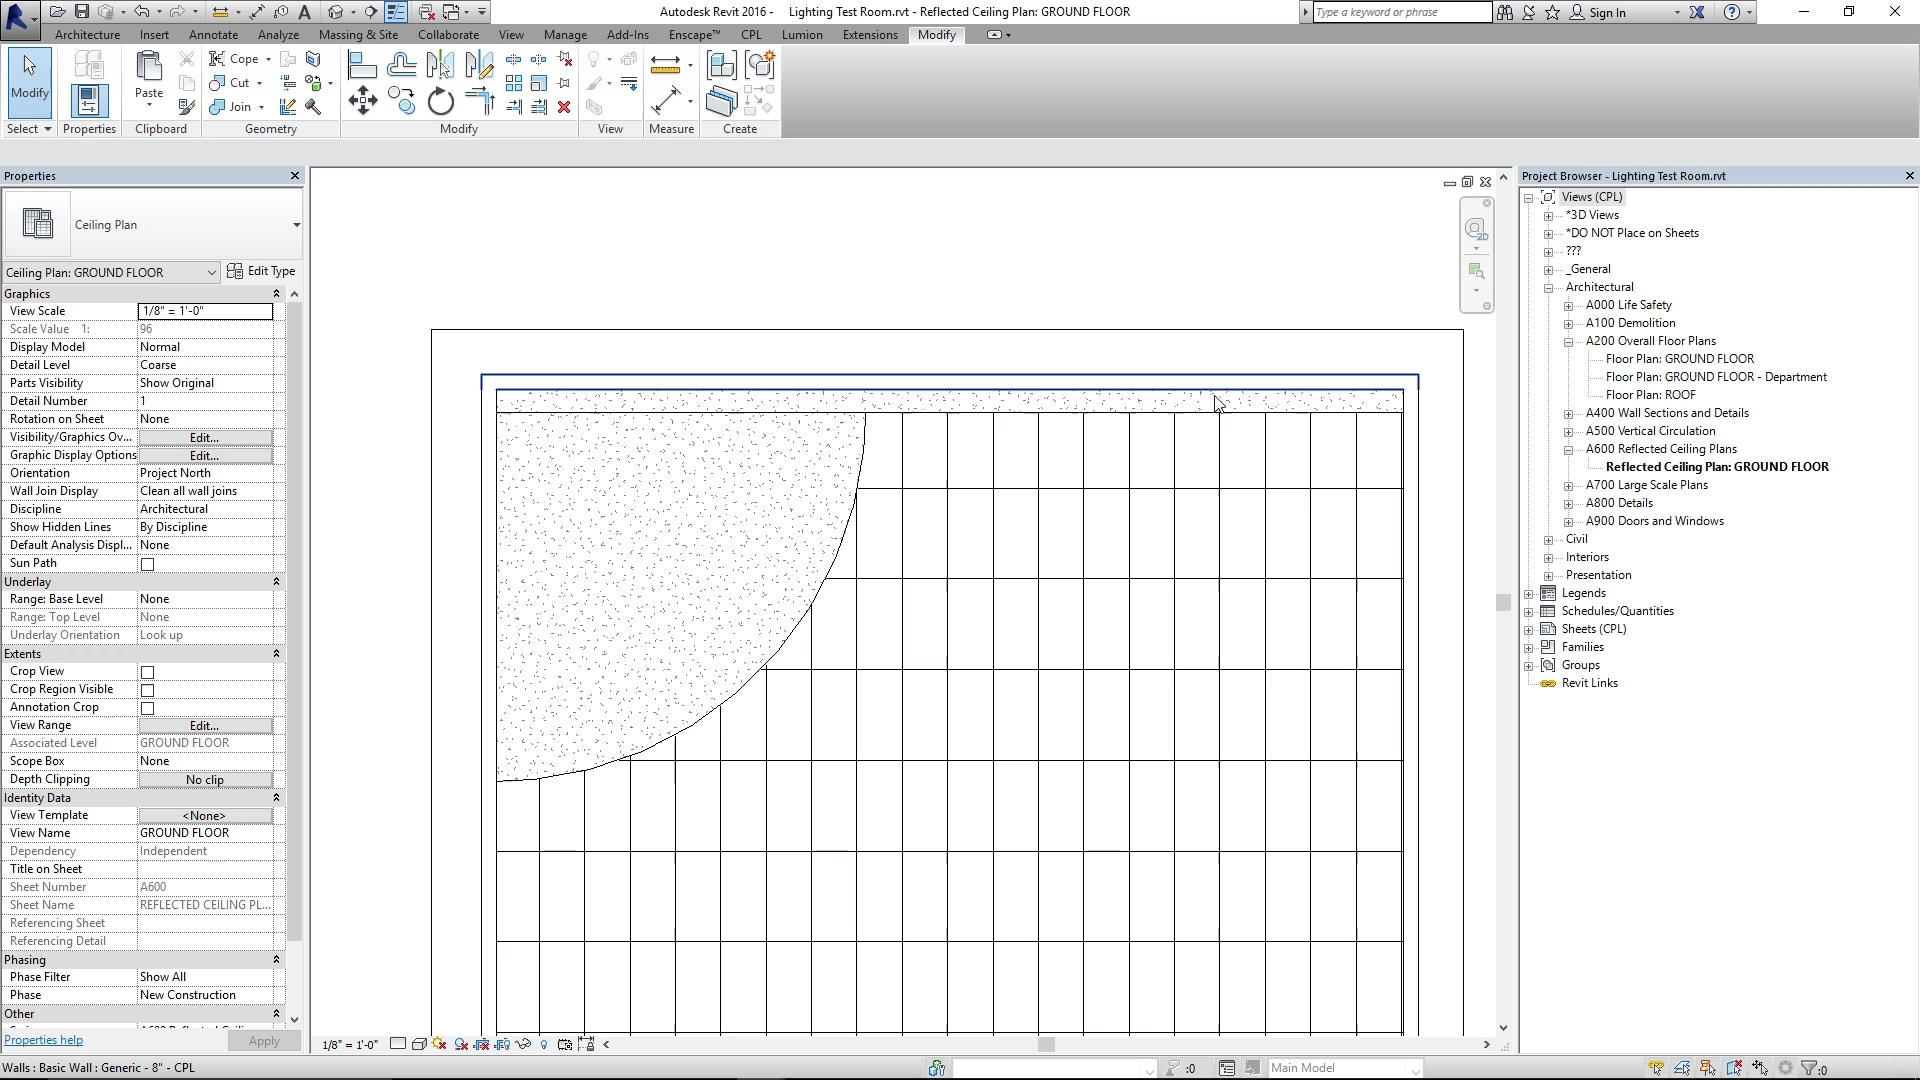 Autodesk Revit 2016 - Lighting Test Room.rvt - Reflected Ceiling Plan: GROUND FLOOR
Type a keyword or phrase
Sign In
Architecture Insert Annotate Analyze Massing & Site Collaborate View Manage Add-Ins Enscape™ CPL Lumion Extensions Modify
Modify
Paste
Cope
Cut
Join
Select Properties Clipboard Geometry Modify View Measure Create
Properties
Ceiling Plan
Ceiling Plan: GROUND FLOOR
Edit Type
Graphics
View Scale 1/8" = 1'-0"
Scale Value 1: 96
Display Model Normal
Detail Level Coarse
Parts Visibility Show Original
Detail Number 1
Rotation on Sheet None
Visibility/Graphics Ov... Edit...
Graphic Display Options Edit...
Orientation Project North
Wall Join Display Clean all wall joins
Discipline Architectural
Show Hidden Lines By Discipline
Default Analysis Displ... None
Sun Path
Underlay
Range: Base Level None
Range: Top Level None
Underlay Orientation Look up
Extents
Crop View
Crop Region Visible
Annotation Crop
View Range Edit...
Associated Level GROUND FLOOR
Scope Box None
Depth Clipping No clip
Identity Data
View Template <None>
View Name GROUND FLOOR
Dependency Independent
Title on Sheet
Sheet Number A600
Sheet Name REFLECTED CEILING PL...
Referencing Sheet
Referencing Detail
Phasing
Phase Filter Show All
Phase New Construction
Other
Properties help
Apply
2D
1/8" = 1'-0"
Project Browser - Lighting Test Room.rvt
Views (CPL)
*3D Views
*DO NOT Place on Sheets
???
_General
Architectural
A000 Life Safety
A100 Demolition
A200 Overall Floor Plans
Floor Plan: GROUND FLOOR
Floor Plan: GROUND FLOOR - Department
Floor Plan: ROOF
A400 Wall Sections and Details
A500 Vertical Circulation
A600 Reflected Ceiling Plans
Reflected Ceiling Plan: GROUND FLOOR
A700 Large Scale Plans
A800 Details
A900 Doors and Windows
Civil
Interiors
Presentation
Legends
Schedules/Quantities
Sheets (CPL)
Families
Groups
Revit Links
Walls : Basic Wall : Generic - 8" - CPL
:0
Main Model
:0